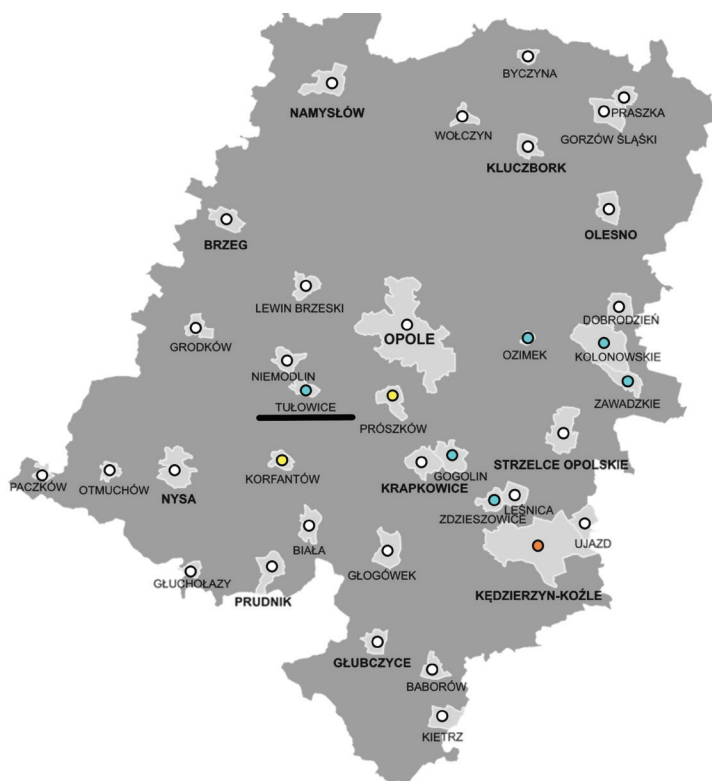 BYCZYNA
NAMYSŁÓW
PRASZKA
WOŁCZYN
GORZÓW ŚLĄSKI
KLUCZBORK
OLESNO
BRZEG
LEWIN BRZESKI
DOBRODZIEŃ
GRODKÓW
OPOLE
OZIMEK
KOLONOWSKIE
NIEMODLIN
TUŁOWICE
ZAWADZKIE
PRÓSZKÓW
STRZELCE OPOLSKIE
KORFANTÓW
GOGOLIN
PACZKÓW
OTMUCHÓW
NYSA
KRAPKOWICE
LEŚNICA
ZDZIESZOWICE
BIAŁA
UJAZD
GŁUCHOŁAZY
GŁOGÓWEK
PRUDNIK
KĘDZIERZYN-KOŹLE
GŁUBCZYCE
BABORÓW
KIETRZ